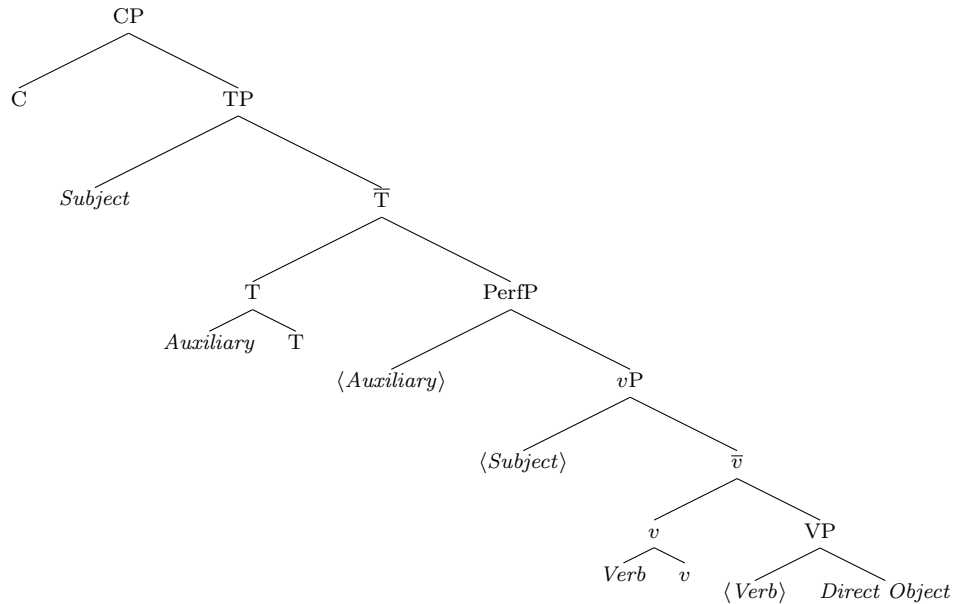 CP
C TP
Subject T̅
T PerfP
Auxiliary T
⟨Auxiliary⟩ vP
⟨Subject⟩ v̅
v VP
Verb v ⟨Verb⟩ Direct Object